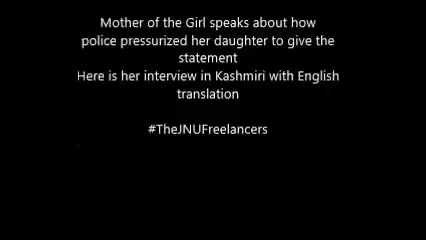 Mother of the Girl speaks about how
police pressurized her daughter to give the
statement
Here is her interview in Kashmiri with English
translation
#TheJNUFreelancers